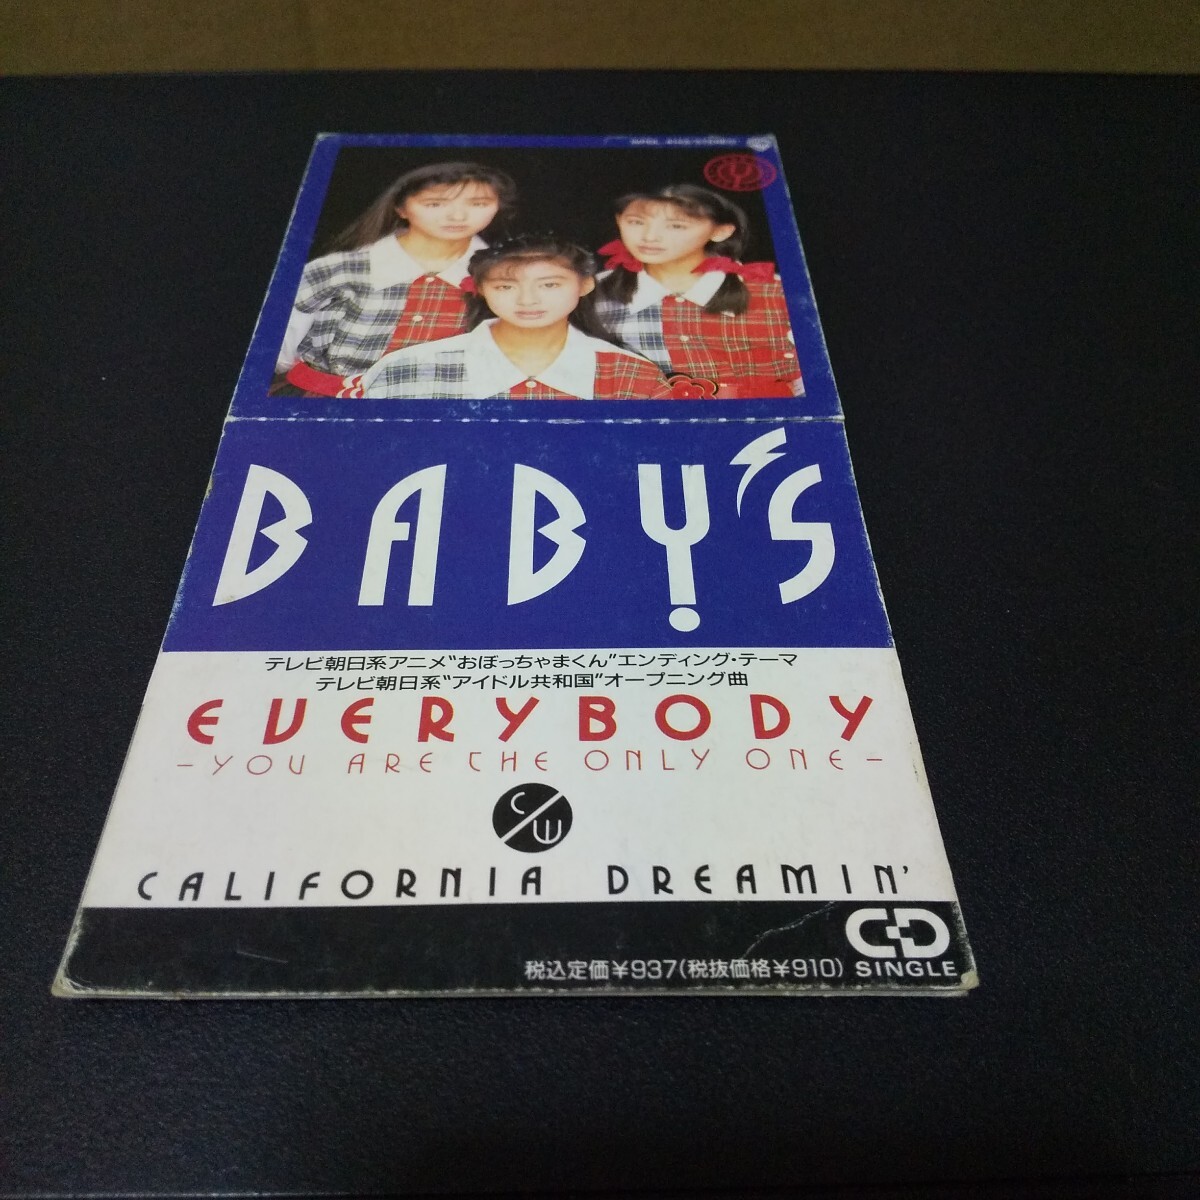 BABY'S
テレビ朝日系アニメ“おぼっちゃまくん”エンディング・テーマ
テレビ朝日系“アイドル共和国”オープニング曲
EVERYBODY
-YOU ARE THE ONLY ONE-
C/W
CALIFORNIA DREAMIN'
CD
SINGLE
税込定価¥937(税抜価格¥910)